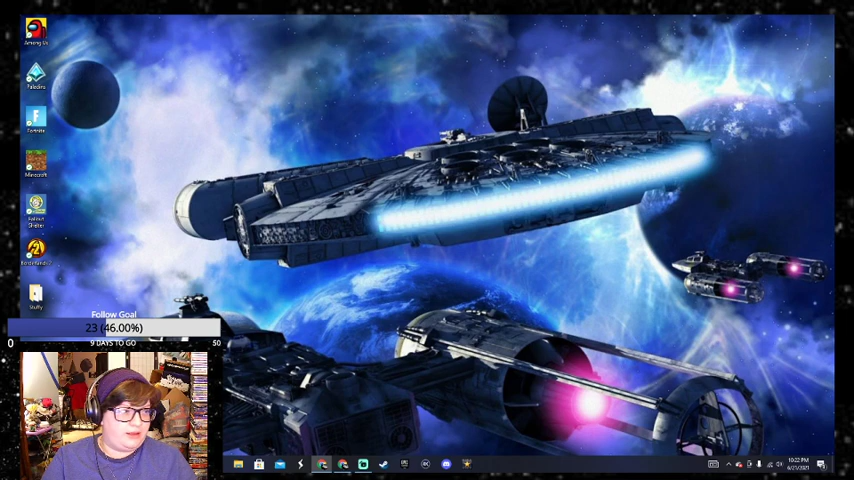 Among Us
Paladins
Fortnite
Minecraft
Fallout
Shelter
Borderlands 2
Stuffy
Follow Goal
23 (46.00%)
0
9 DAYS TO GO
50
10:22 PM
6/21/2021